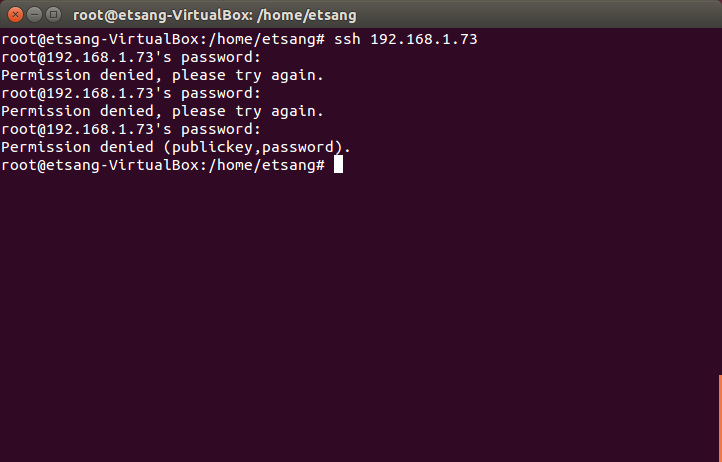 root@etsang-VirtualBox: /home/etsang
root@etsang-VirtualBox:/home/etsang# ssh 192.168.1.73
root@192.168.1.73's password:
Permission denied, please try again.
root@192.168.1.73's password:
Permission denied, please try again.
root@192.168.1.73's password:
Permission denied (publickey,password).
root@etsang-VirtualBox:/home/etsang#